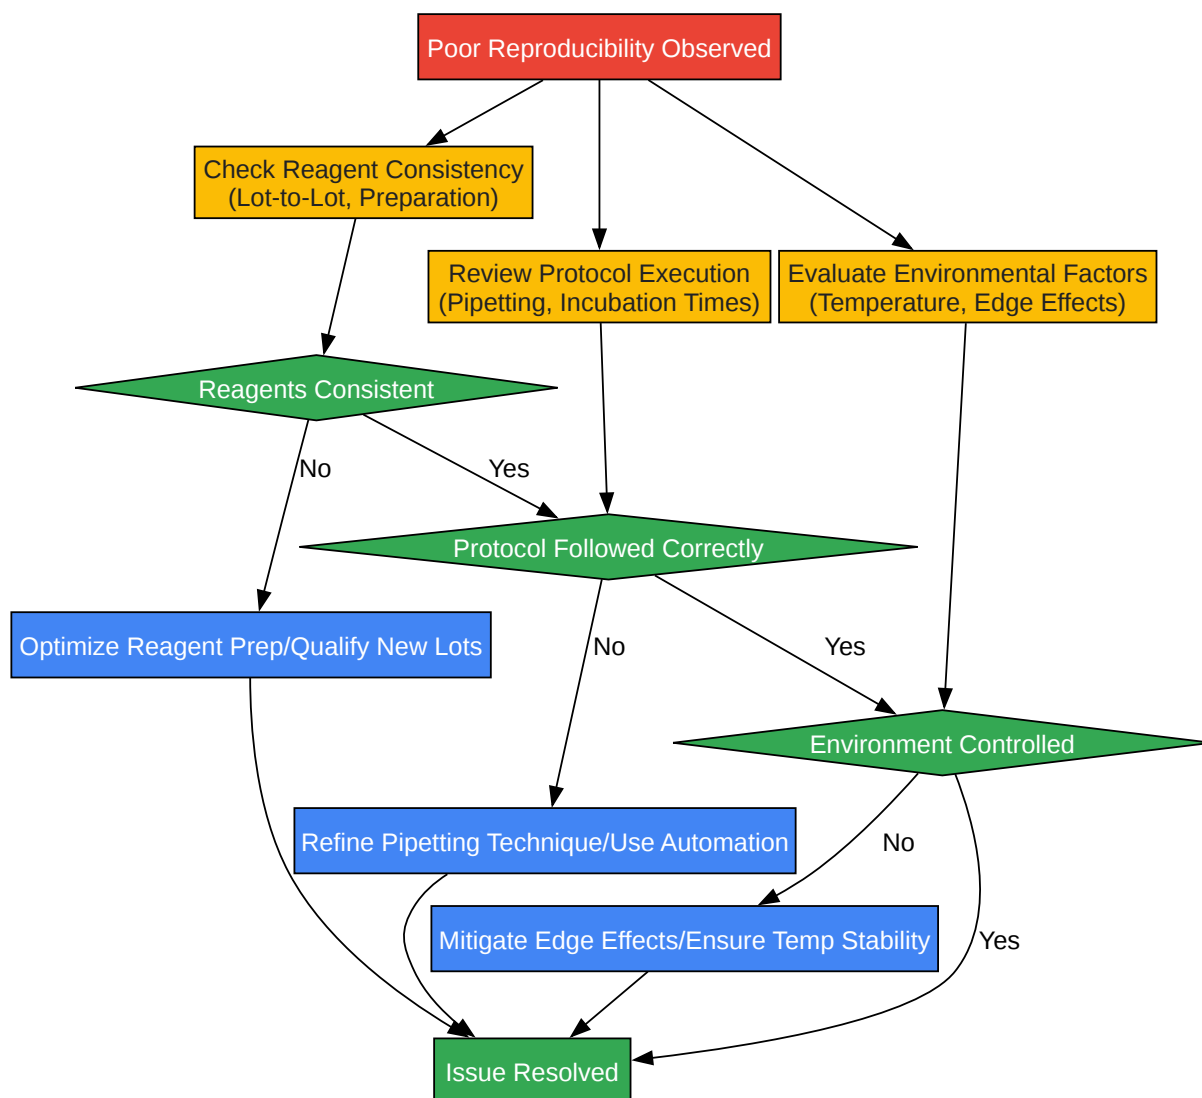 Poor Reproducibility Observed
Check Reagent Consistency
(Lot-to-Lot, Preparation)
Review Protocol Execution
(Pipetting, Incubation Times)
Evaluate Environmental Factors
(Temperature, Edge Effects)
Reagents Consistent
No
Yes
Protocol Followed Correctly
Optimize Reagent Prep/Qualify New Lots
No
Yes
Environment Controlled
Refine Pipetting Technique/Use Automation
No
Mitigate Edge Effects/Ensure Temp Stability
Yes
Issue Resolved